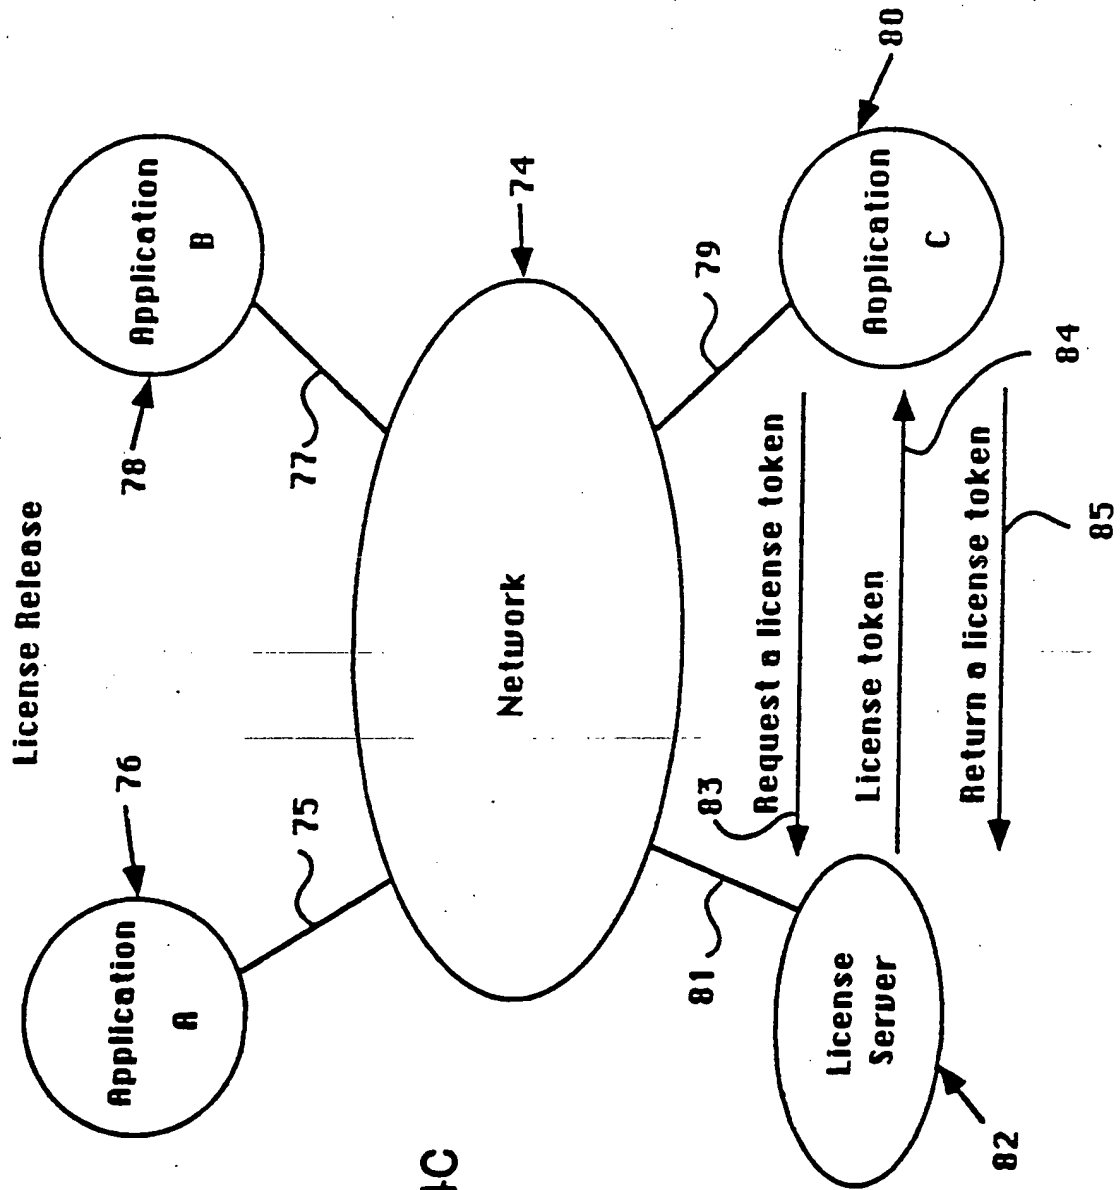 License Release
Application
A
76
75
Application
B
78
77
Network
74
79
81
License
Server
82
83
Request a license token
License token
84
Return a license token
85
Aoplication
C
80
4C